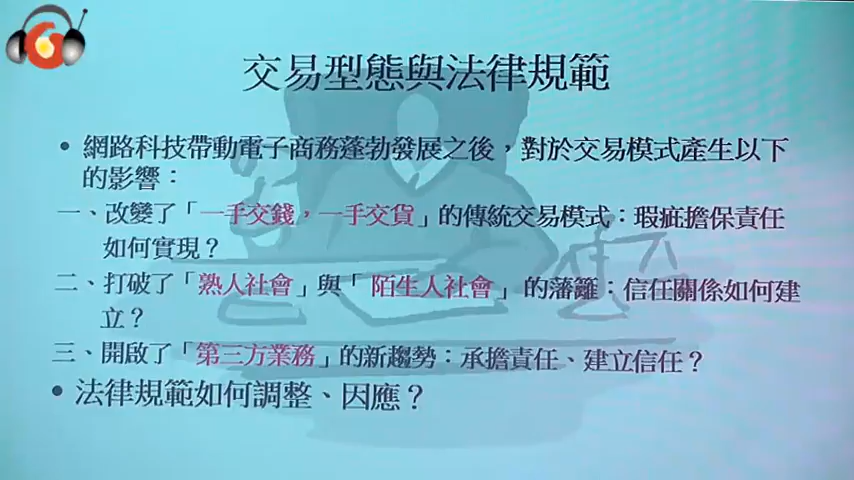 交易型態與法律規範
• 網路科技帶動電子商務蓬勃發展之後，對於交易模式產生以下
的影響：
一、改變了「一手交錢，一手交貨」的傳統交易模式：瑕疵擔保責任
如何實現？
二、打破了「熟人社會」與「陌生人社會」的藩籬：信任關係如何建
立？
三、開啟了「第三方業務」的新趨勢：承擔責任、建立信任？
• 法律規範如何調整、因應？